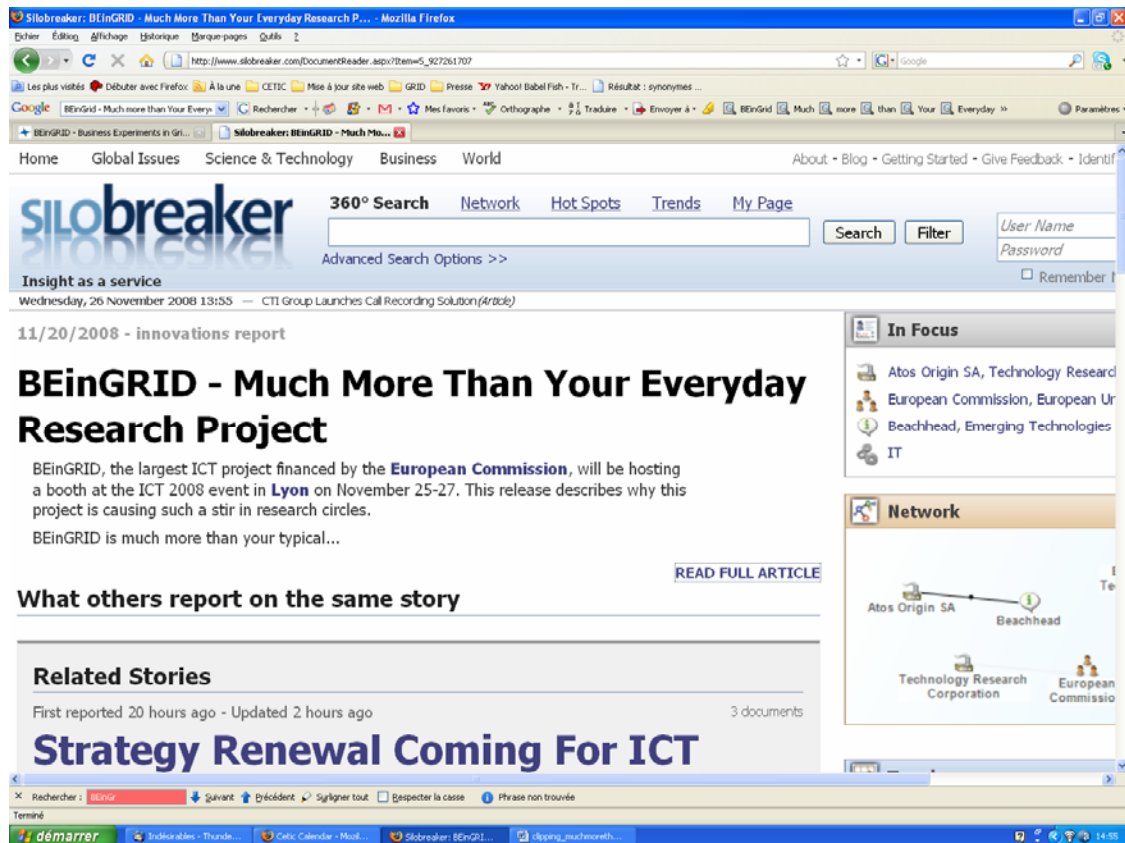 Silobreaker: BEinGRID - Much More Than Your Everyday Research P... - Mozilla Firefox
Fichier Édition Affichage Historique Marque-pages Outils ?
http://www.silobreaker.com/DocumentReader.aspx?Item=5_927261707 Google
Les plus visités Débuter avec Firefox À la une CETIC Mise à jour site web GRID Presse Yahoo! Babel Fish - Tr... Résultat : synonymes ...
Google BEinGrid - Much more than Your Every Rechercher Mes favoris Orthographe Traduire Envoyer à BEinGrid Much more than Your Everyday » Paramètres
BEinGRID - Business Experiments in Gri... Silobreaker: BEinGRID - Much Mo...
Home Global Issues Science & Technology Business World About - Blog - Getting Started - Give Feedback - Identif
silobreaker
Insight as a service
360° Search Network Hot Spots Trends My Page
Search Filter
Advanced Search Options >>
User Name
Password
Remember
Wednesday, 26 November 2008 13:55 — CTI Group Launches Call Recording Solution(Article)
11/20/2008 - innovations report
BEinGRID - Much More Than Your Everyday
Research Project
BEinGRID, the largest ICT project financed by the European Commission, will be hosting
a booth at the ICT 2008 event in Lyon on November 25-27. This release describes why this
project is causing such a stir in research circles.
BEinGRID is much more than your typical...
READ FULL ARTICLE
What others report on the same story
Related Stories
First reported 20 hours ago - Updated 2 hours ago 3 documents
Strategy Renewal Coming For ICT
In Focus
Atos Origin SA, Technology Researc
European Commission, European Un
Beachhead, Emerging Technologies
IT
Network
Te
Atos Origin SA
Beachhead
Technology Research
Corporation
European
Commissio
× Rechercher : BEinGr Suivant Précédent Surligner tout Respecter la casse Phrase non trouvée
Terminé
démarrer Indésirables - Thunde... Cetic Calendar - Mozil... Silobreaker: BEinGRI... clipping_muchmoreth... 14:55